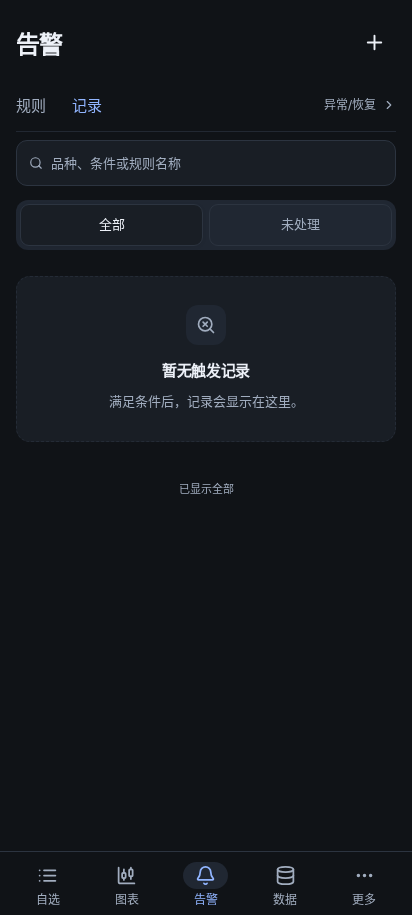 告警
规则
记录
异常/恢复
品种、条件或规则名称
全部
未处理
暂无触发记录
满足条件后，记录会显示在这里。
已显示全部
自选
图表
告警
数据
更多